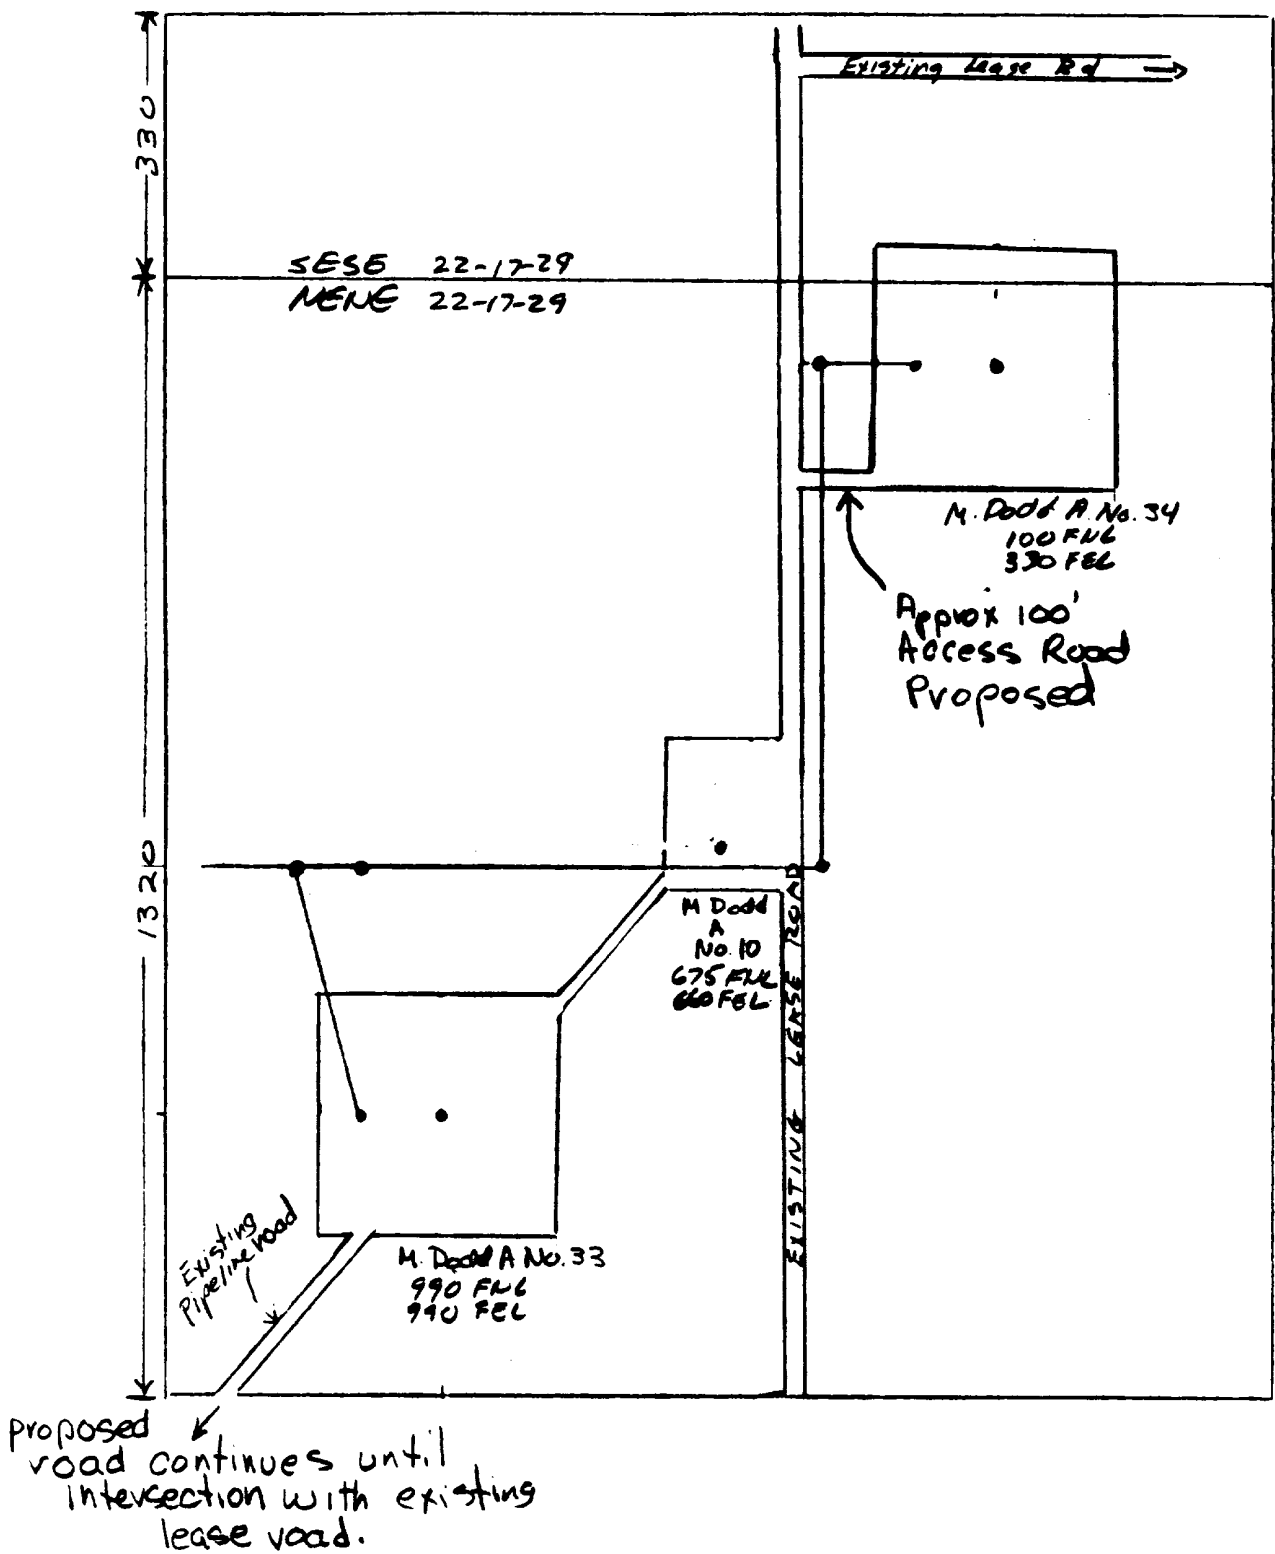 Existing Lease Rd
330
SESE 22-17-29
NENE 22-17-29
M. Dodd A No. 34
100 FNL
330 FEL
Approx 100'
Access Road
Proposed
1320
M Dodd
A
No. 10
675 FNL
660 FEL
EXISTING LEASE ROAD
Existing
Pipeline road
M. Dodd A No. 33
990 FNL
990 FEL
proposed
road continues until
intersection with existing
lease road.